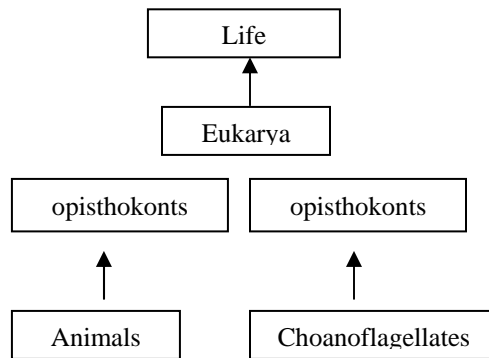 Life
Eukarya
opisthokonts opisthokonts
Animals Choanoflagellates